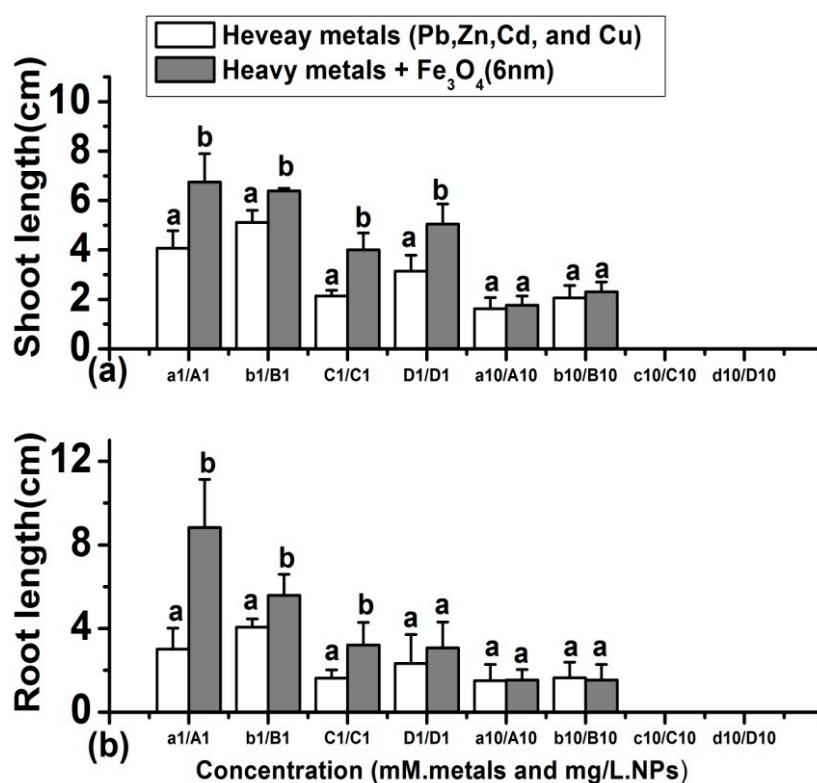 Heveay metals (Pb,Zn,Cd, and Cu)
Heavy metals + Fe₃O₄(6nm)
Shoot length(cm)
10
8
6
4
2
0
a b a b a b a b a a a a
(a)
a1/A1 b1/B1 C1/C1 D1/D1 a10/A10 b10/B10 c10/C10 d10/D10
Root length(cm)
12
8
4
0
a b a b a b a a a a a a
(b)
a1/A1 b1/B1 C1/C1 D1/D1 a10/A10 b10/B10 c10/C10 d10/D10
Concentration (mM.metals and mg/L.NPs)